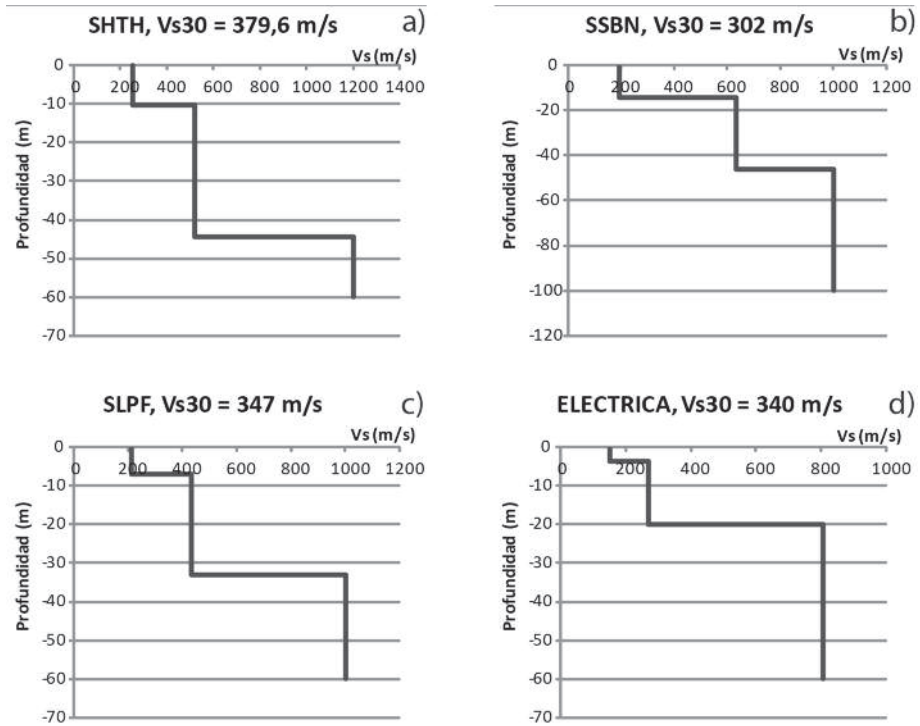 SHTH, Vs30 = 379,6 m/s
a)
Vs (m/s)
0 200 400 600 800 1000 1200 1400
0
-10
-20
-30
-40
-50
-60
-70
Profundidad (m)
SSBN, Vs30 = 302 m/s
b)
Vs (m/s)
0 200 400 600 800 1000 1200
0
-20
-40
-60
-80
-100
-120
Profundidad (m)
SLPF, Vs30 = 347 m/s
c)
Vs (m/s)
0 200 400 600 800 1000 1200
0
-10
-20
-30
-40
-50
-60
-70
Profundidad (m)
ELECTRICA, Vs30 = 340 m/s
d)
Vs (m/s)
0 200 400 600 800 1000
0
-10
-20
-30
-40
-50
-60
-70
Profundidad (m)